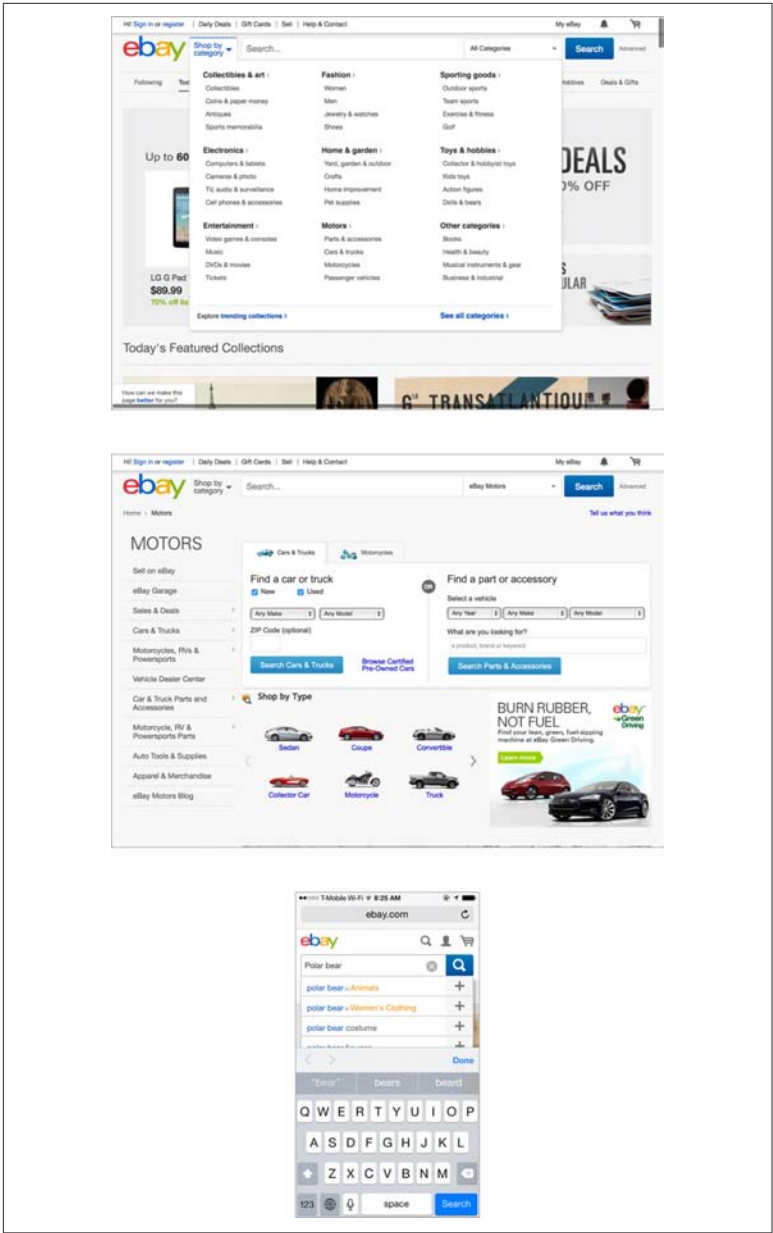 Hi! Sign in or register | Daily Deals | Gift Cards | Sell | Help & Contact My eBay
ebay Shop by category Search... All Categories Search Advanced
Following
Deals & Gifts
Collectibles & art ›
Collectibles
Coins & paper money
Antiques
Sports memorabilia
Fashion ›
Women
Men
Jewelry & watches
Shoes
Sporting goods ›
Outdoor sports
Team sports
Exercise & fitness
Golf
Electronics ›
Computers & tablets
Cameras & photo
TV, audio & surveillance
Cell phones & accessories
Home & garden ›
Yard, garden & outdoor
Crafts
Home improvement
Pet supplies
Toys & hobbies ›
Collector & hobbyist toys
Kids toys
Action figures
Dolls & bears
Entertainment ›
Video games & consoles
Music
DVDs & movies
Tickets
Motors ›
Parts & accessories
Cars & trucks
Motorcycles
Passenger vehicles
Other categories ›
Books
Health & beauty
Musical instruments & gear
Business & industrial
Explore trending collections › See all categories ›
Up to 60
LG G Pad
$89.99
70% off
DEALS
0% OFF
S
ULAR
Today's Featured Collections
How can we make this
page better for you?
G LE TRANSATLANTIQUE
Hi! Sign in or register | Daily Deals | Gift Cards | Sell | Help & Contact My eBay
ebay Shop by category Search... eBay Motors Search Advanced
Home › Motors Tell us what you think
MOTORS
Sell on eBay
eBay Garage
Sales & Deals
Cars & Trucks
Motorcycles, RVs &
Powersports
Vehicle Dealer Center
Car & Truck Parts and
Accessories
Motorcycle, RV &
Powersports Parts
Auto Tools & Supplies
Apparel & Merchandise
eBay Motors Blog
Cars & Trucks Motorcycles
Find a car or truck
New Used
Any Make Any Model
ZIP Code (optional)
Search Cars & Trucks
Browse Certified
Pre-Owned Cars
OR
Find a part or accessory
Select a vehicle
Any Year Any Make Any Model
What are you looking for?
a product, brand or keyword
Search Parts & Accessories
Shop by Type
Sedan Coupe Convertible
Collector Car Motorcycle Truck
BURN RUBBER,
NOT FUEL
Find your lean, green, fuel-sipping
machine at eBay Green Driving.
Learn more
ebay
Green
Driving
T-Mobile Wi-Fi 8:25 AM
ebay.com
ebay
Polar bear
polar bear in Animals
polar bear in Women's Clothing
polar bear costume
Done
"bear" bears beard
Q W E R T Y U I O P
A S D F G H J K L
Z X C V B N M
123 space Search